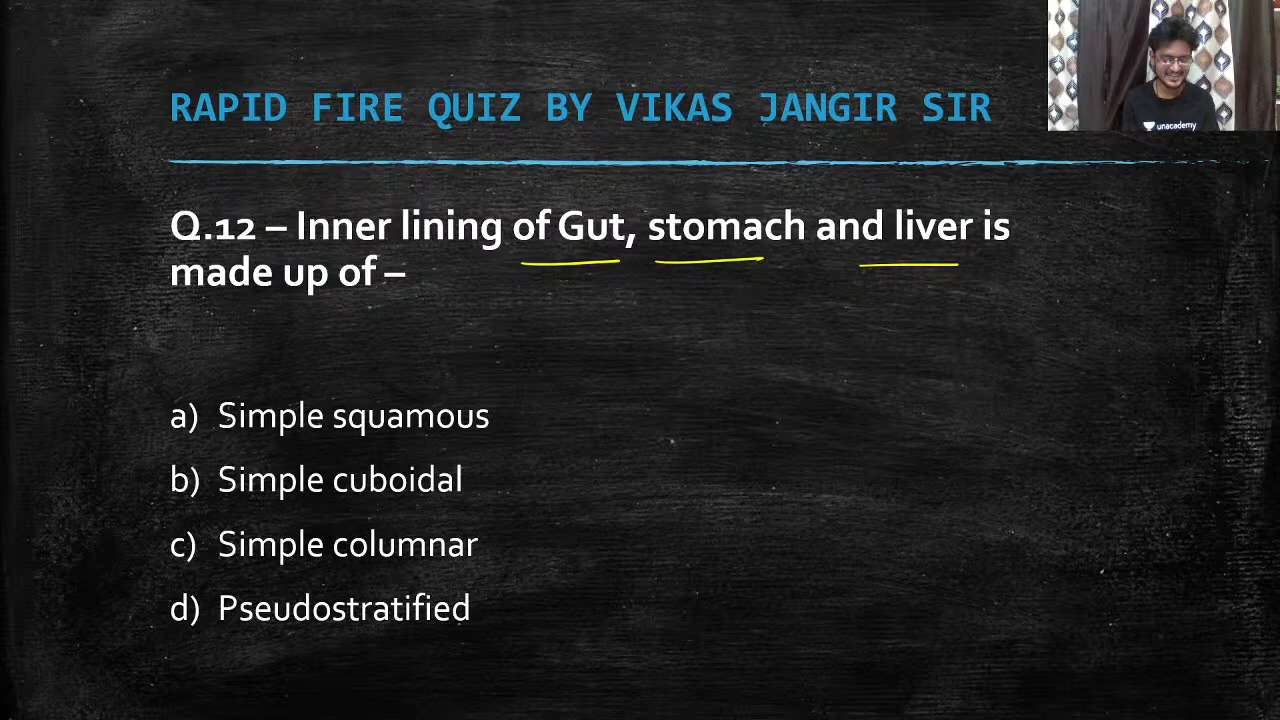 RAPID FIRE QUIZ BY VIKAS JANGIR SIR
unacademy
Q.12 – Inner lining of Gut, stomach and liver is
made up of –
a) Simple squamous
b) Simple cuboidal
c) Simple columnar
d) Pseudostratified